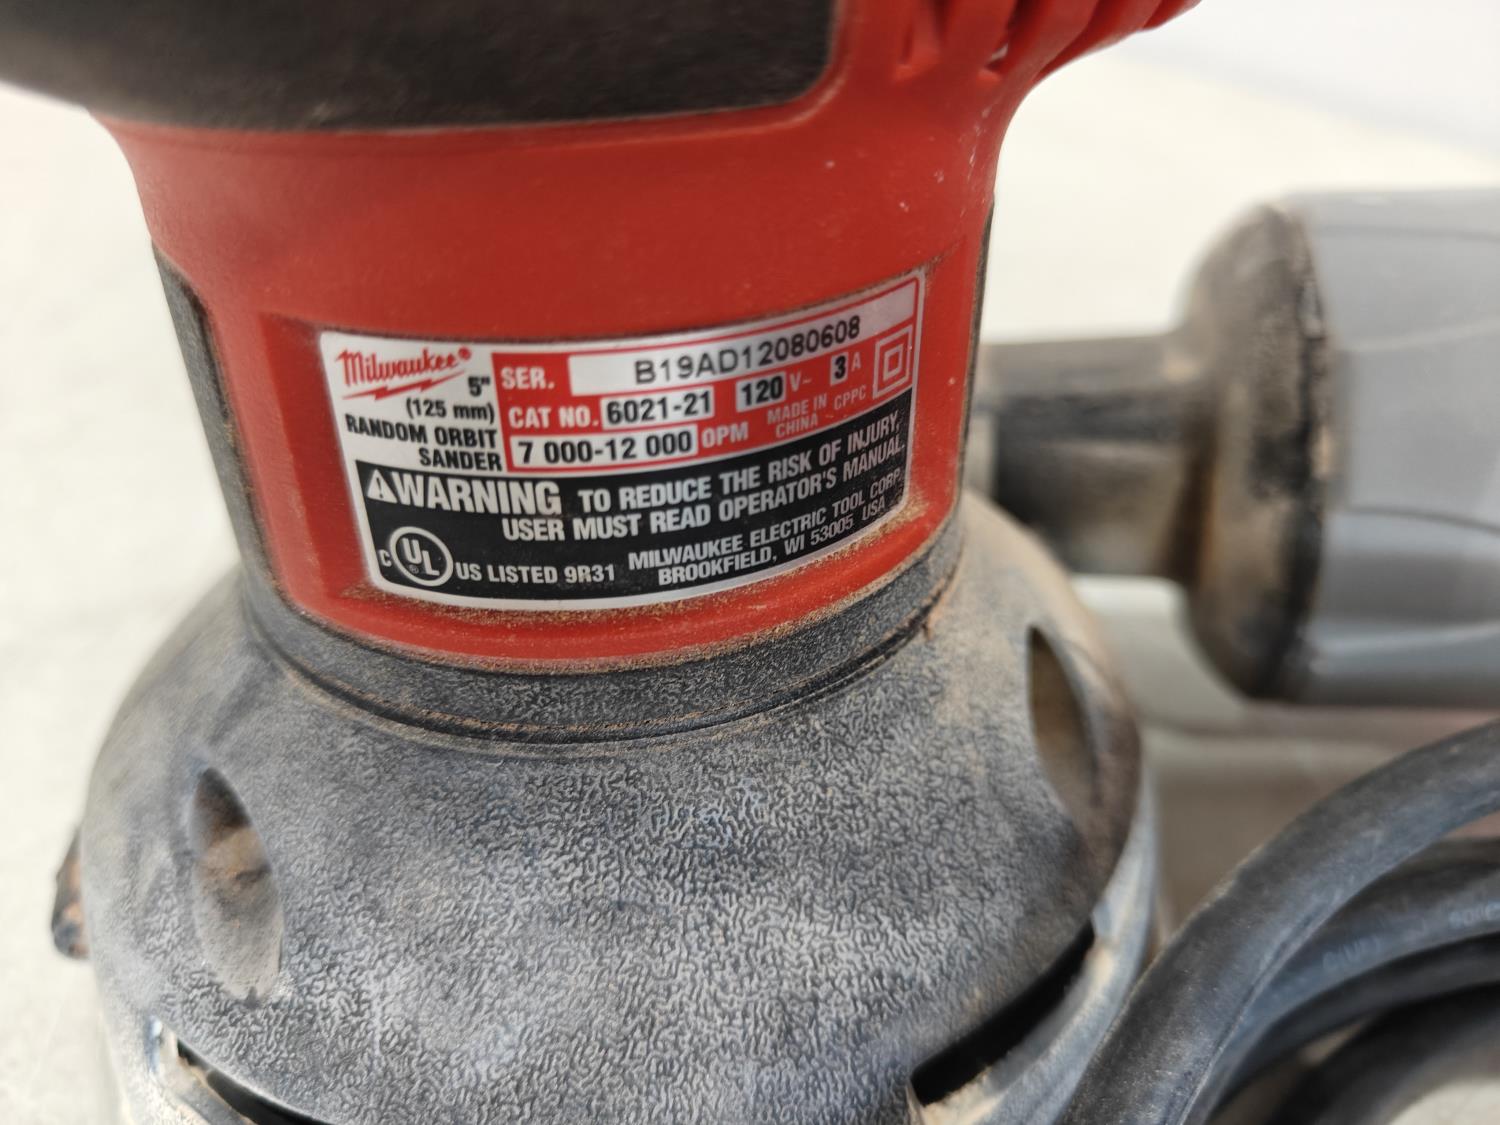 Milwaukee®
5"
(125 mm)
RANDOM ORBIT
SANDER
SER. B19AD12080608
CAT NO. 6021-21 120 V~ 3 A
7 000-12 000 OPM MADE IN CHINA CPPC
WARNING TO REDUCE THE RISK OF INJURY,
USER MUST READ OPERATOR'S MANUAL.
C UL ® US LISTED 9R31
MILWAUKEE ELECTRIC TOOL CORP.
BROOKFIELD, WI 53005 USA